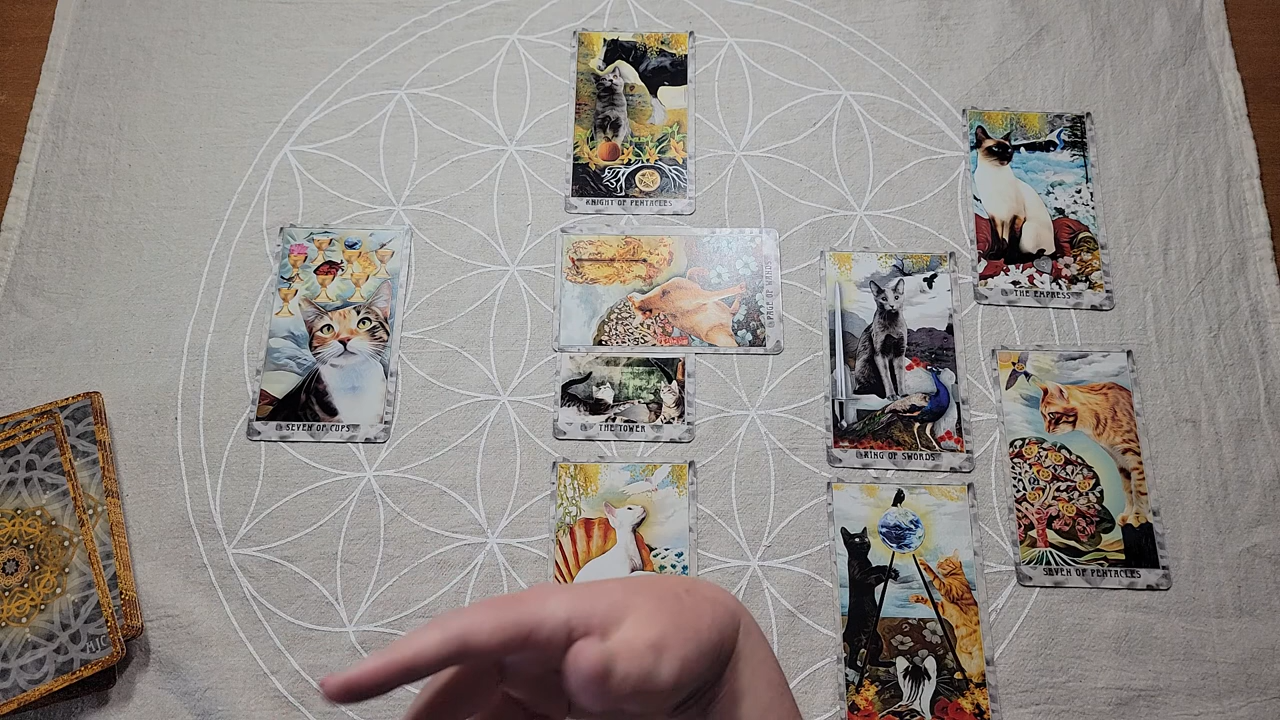 KNIGHT OF PENTACLES
THE EMPRESS
PAGE OF WANDS
SEVEN OF CUPS
THE TOWER
KING OF SWORDS
SEVEN OF PENTACLES